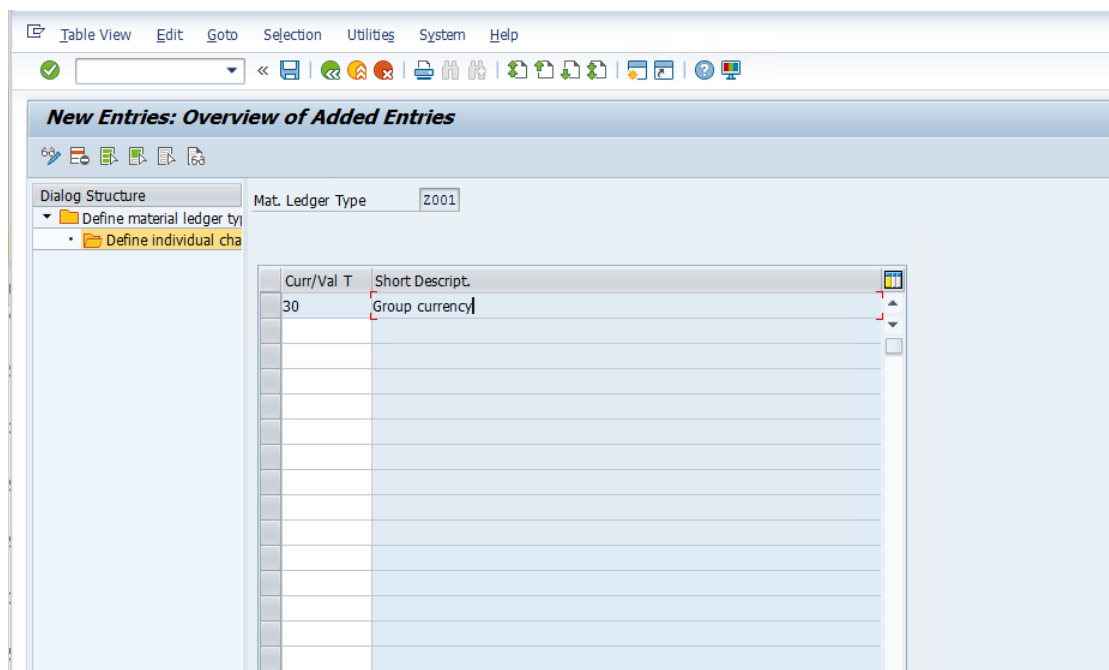 Table View Edit Goto Selection Utilities System Help
New Entries: Overview of Added Entries
Dialog Structure
Define material ledger typ
Define individual cha
Mat. Ledger Type Z001
Curr/Val T Short Descript.
30 Group currency